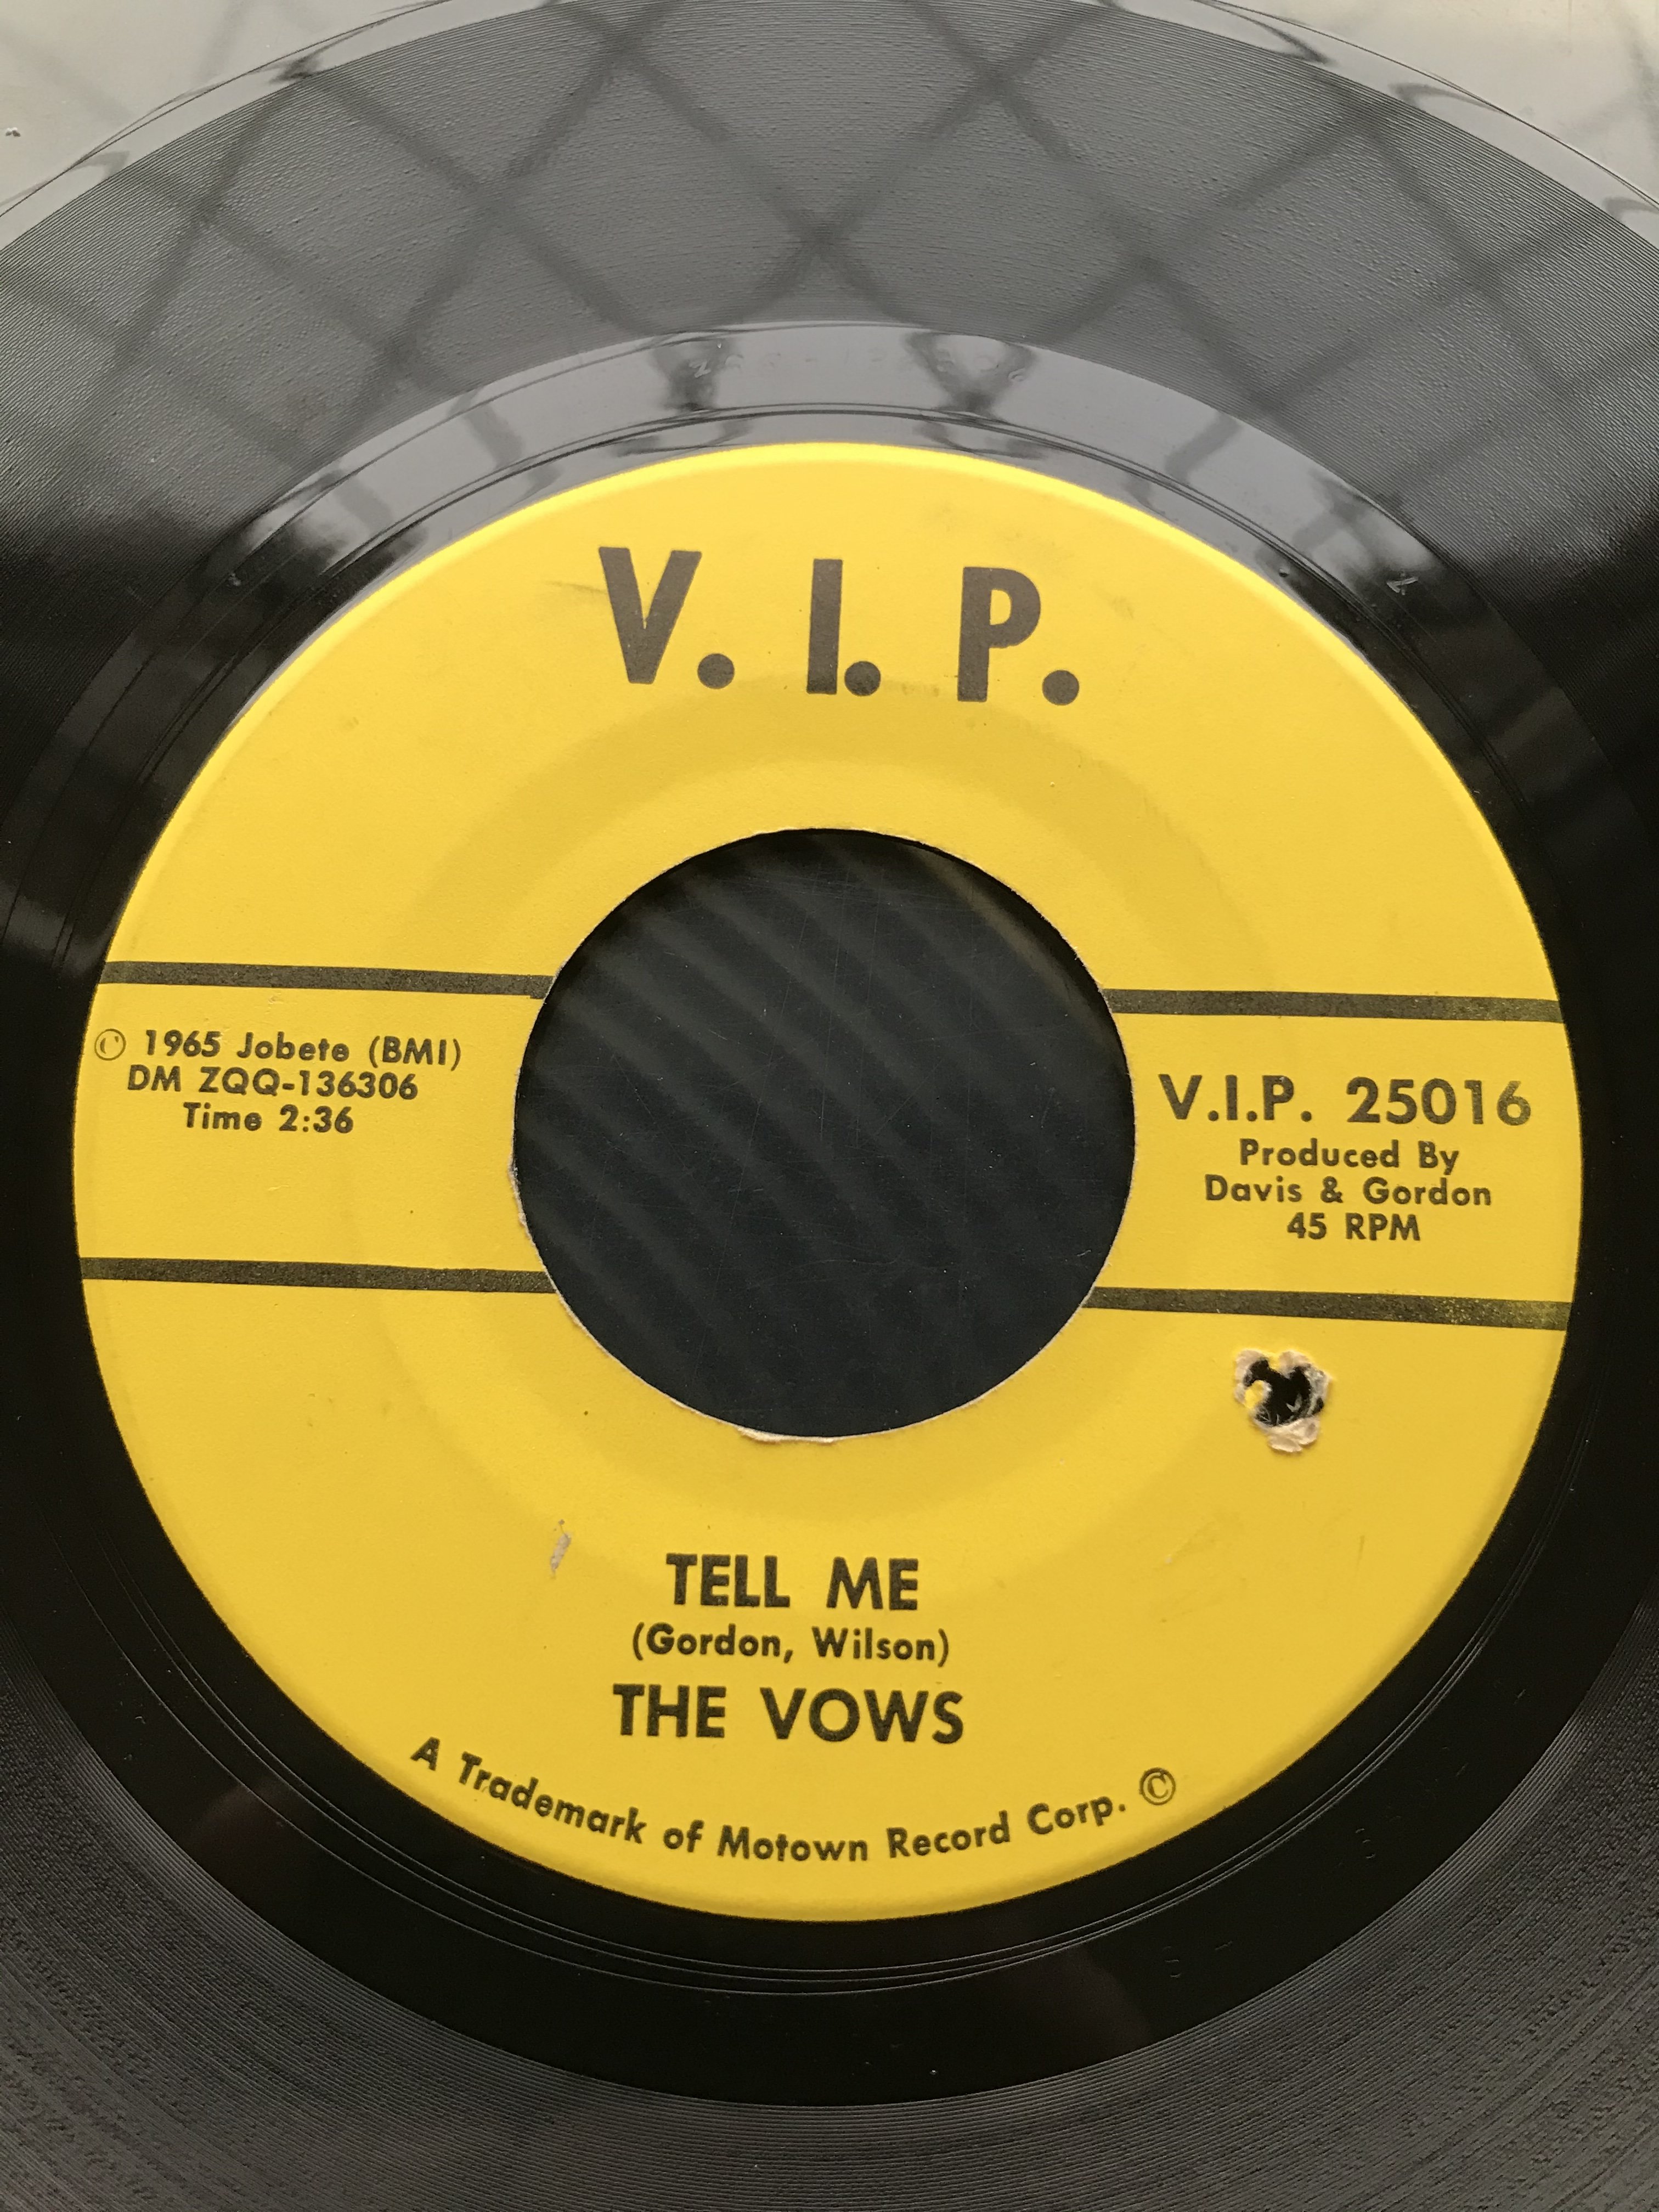 V. I. P.
© 1965 Jobete (BMI)
DM ZQQ-136306
Time 2:36
V.I.P. 25016
Produced By
Davis & Gordon
45 RPM
TELL ME
(Gordon, Wilson)
THE VOWS
A Trademark of Motown Record Corp. ©